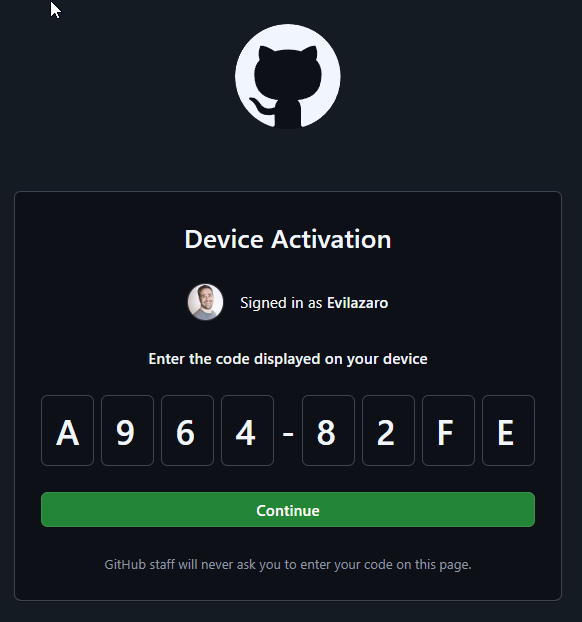 Device Activation
Signed in as Evilazaro
Enter the code displayed on your device
A 9 6 4 - 8 2 F E
Continue
GitHub staff will never ask you to enter your code on this page.